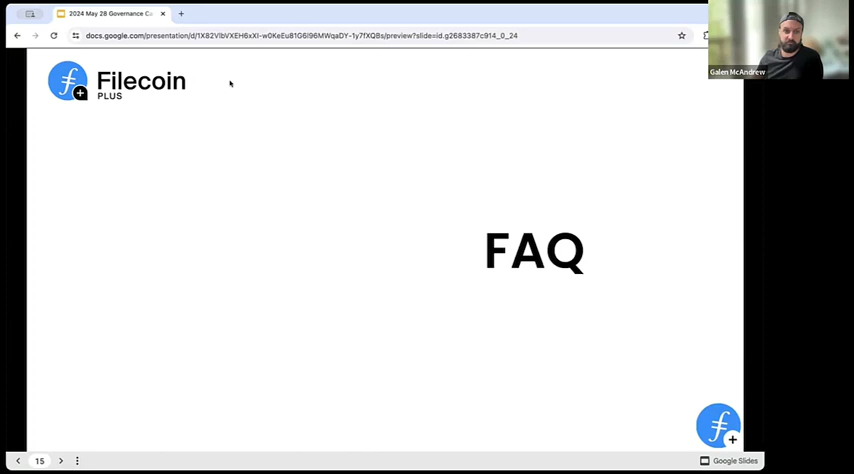 2024 May 28 Governance Ca
docs.google.com/presentation/d/1X82VlbVXEH6xXI-w0KeEu81G6l96MWqaDY-1y7fXQBs/preview?slide=id.g2683387c914_0_24
Galen McAndrew
Filecoin
PLUS
FAQ
15
Google Slides